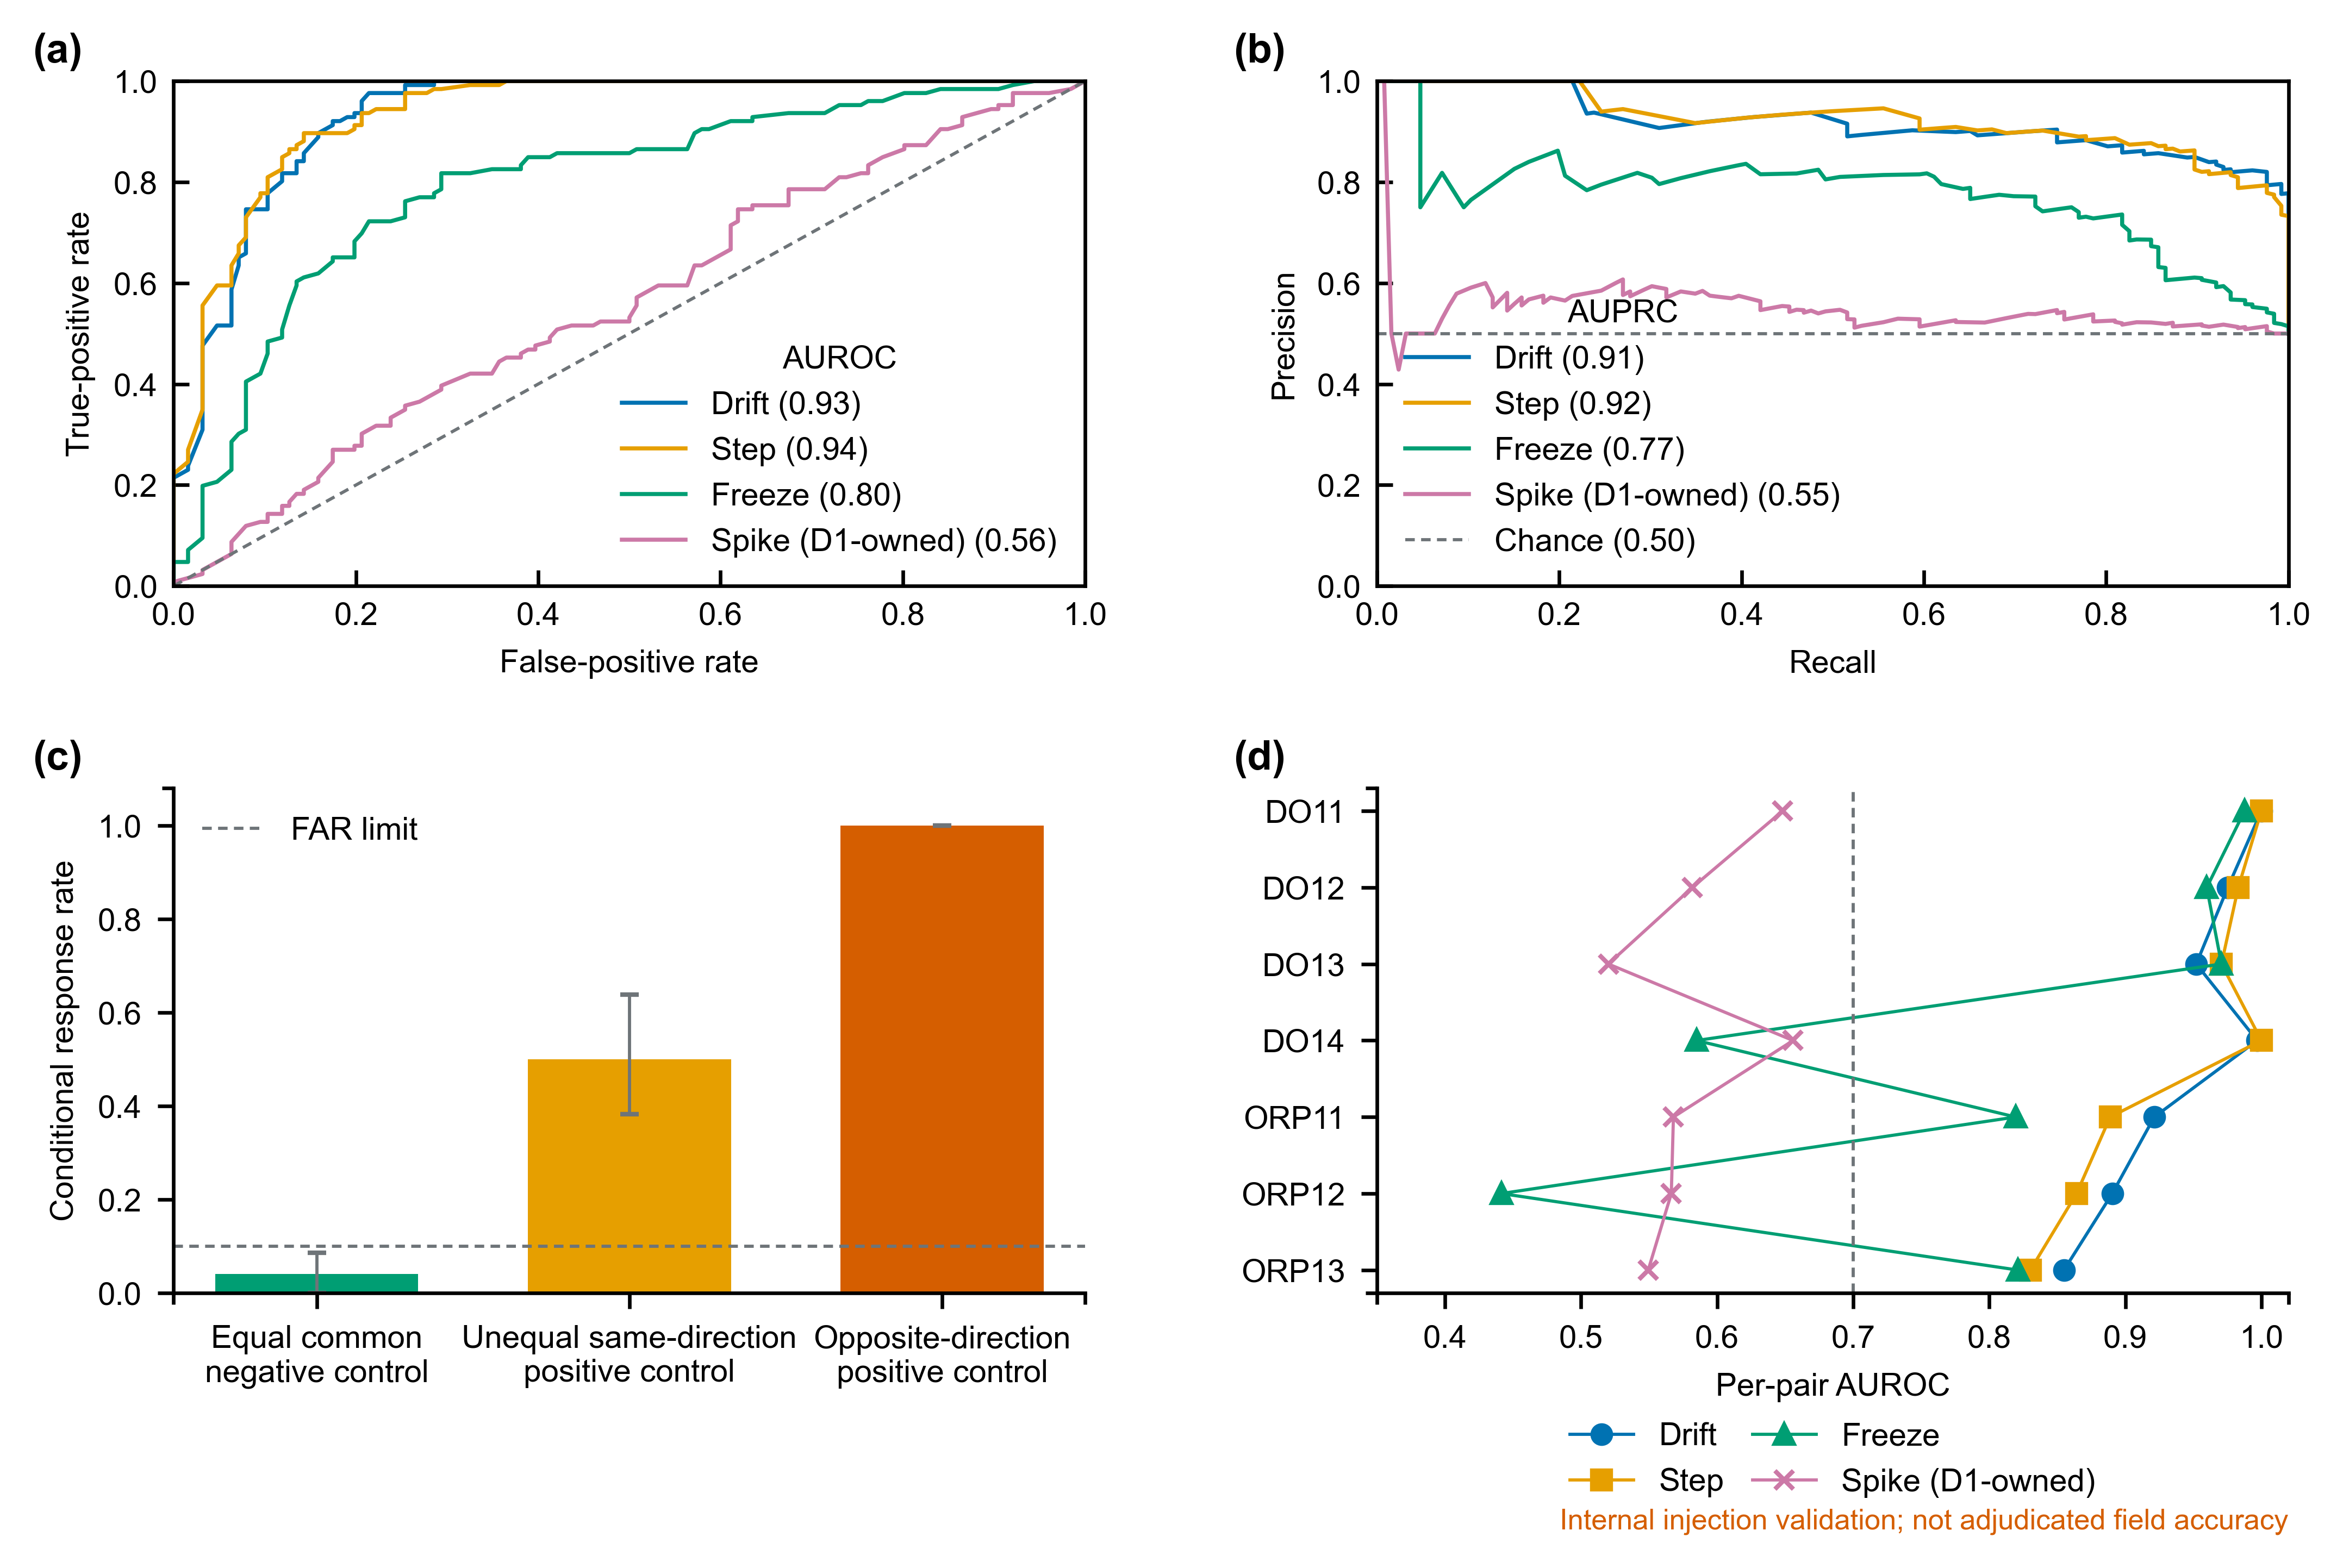 (a)
1.0
0.8
0.6
0.4
0.2
0.0
True-positive rate
AUROC
Drift (0.93)
Step (0.94)
Freeze (0.80)
Spike (D1-owned) (0.56)
0.0 0.2 0.4 0.6 0.8 1.0
False-positive rate
(b)
1.0
0.8
0.6
0.4
0.2
0.0
Precision
AUPRC
Drift (0.91)
Step (0.92)
Freeze (0.77)
Spike (D1-owned) (0.55)
Chance (0.50)
0.0 0.2 0.4 0.6 0.8 1.0
Recall
(c)
FAR limit
1.0
0.8
0.6
0.4
0.2
0.0
Conditional response rate
Equal common
negative control
Unequal same-direction
positive control
Opposite-direction
positive control
(d)
DO11
DO12
DO13
DO14
ORP11
ORP12
ORP13
0.4 0.5 0.6 0.7 0.8 0.9 1.0
Per-pair AUROC
Drift
Step
Freeze
Spike (D1-owned)
Internal injection validation; not adjudicated field accuracy